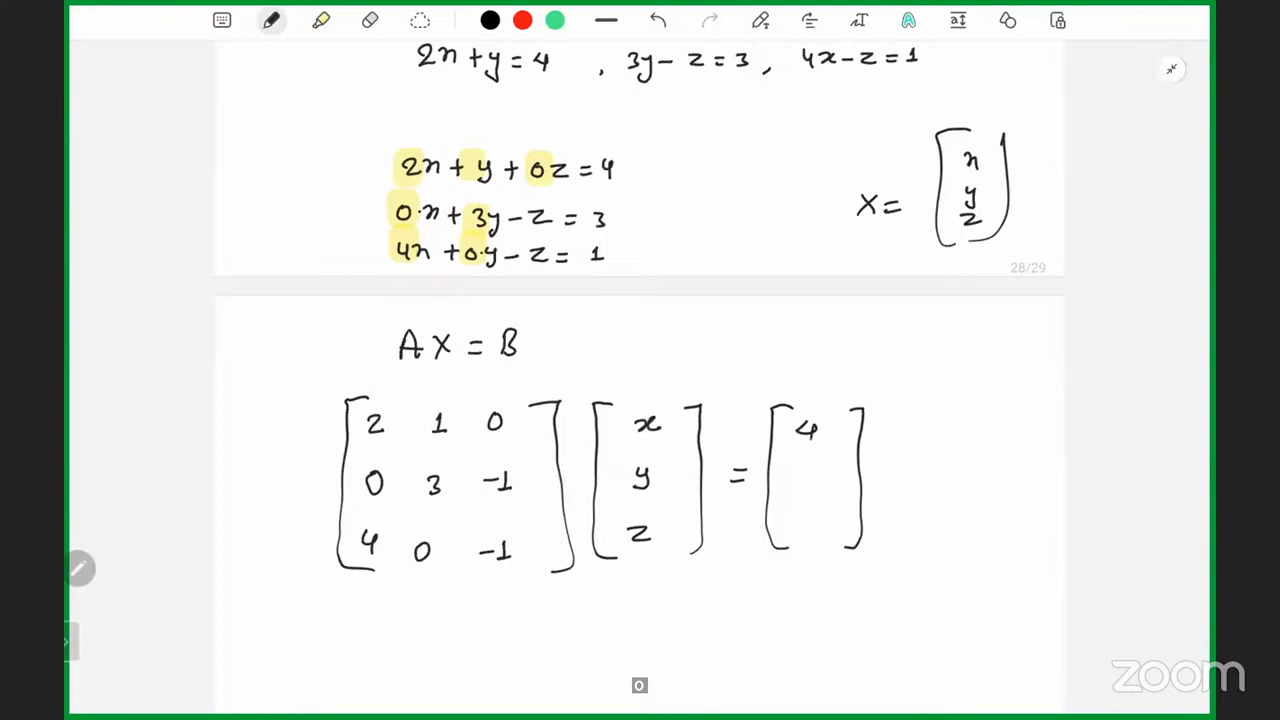 2x + y = 4 , 3y - z = 3 , 4x - z = 1
2x + y + 0z = 4
0·x + 3y - z = 3
4x + 0·y - z = 1
X = [ x
y
z ]
28/29
AX = B
[ 2 1 0 ] [ x ] = [ 4 ]
0 3 -1 y
4 0 -1 z
0
zoom